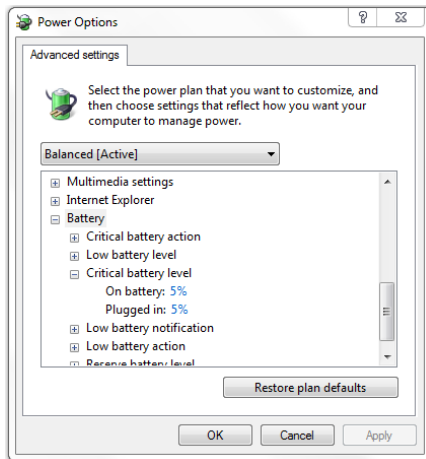 Power Options
Advanced settings
Select the power plan that you want to customize, and
then choose settings that reflect how you want your
computer to manage power.
Balanced [Active]
Multimedia settings
Internet Explorer
Battery
Critical battery action
Low battery level
Critical battery level
On battery: 5%
Plugged in: 5%
Low battery notification
Low battery action
Reserve battery level
Restore plan defaults
OK Cancel Apply